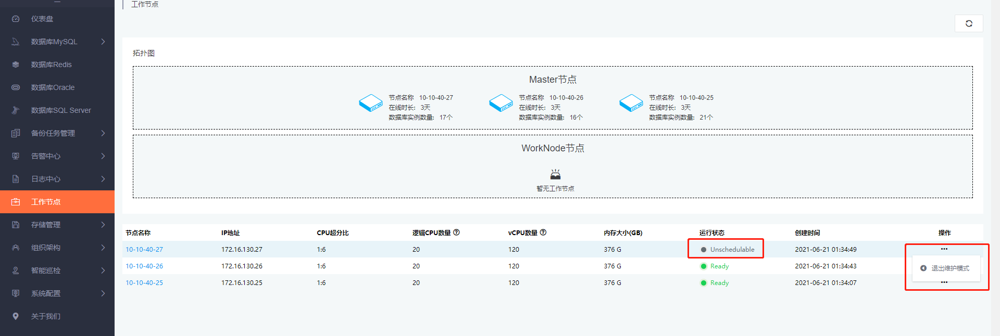 工作节点
仪表盘
数据库MySQL
数据库Redis
数据库Oracle
数据库SQL Server
备份任务管理
告警中心
日志中心
工作节点
存储管理
组织架构
智能巡检
系统配置
关于我们
拓扑图
Master节点
节点名称 10-10-40-27
在线时长: 3天
数据库实例数量: 17个
节点名称 10-10-40-26
在线时长: 3天
数据库实例数量: 16个
节点名称 10-10-40-25
在线时长: 3天
数据库实例数量: 21个
WorkNode节点
暂无工作节点
节点名称 IP地址 CPU超分比 逻辑CPU数量 vCPU数量 内存大小(GB) 运行状态 创建时间 操作
10-10-40-27 172.16.130.27 1:6 20 120 376 G Unschedulable 2021-06-21 01:34:49 •••
10-10-40-26 172.16.130.26 1:6 20 120 376 G Ready 2021-06-21 01:34:43
退出维护模式
10-10-40-25 172.16.130.25 1:6 20 120 376 G Ready 2021-06-21 01:34:07 •••